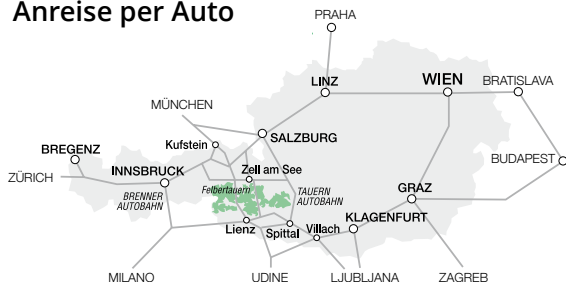 Anreise per Auto
PRAHA
LINZ
WIEN
BRATISLAVA
MÜNCHEN
SALZBURG
Kufstein
BREGENZ
ZÜRICH
INNSBRUCK
Zell am See
BUDAPEST
BRENNER
AUTOBAHN
Felbertauern
TAUERN
AUTOBAHN
GRAZ
KLAGENFURT
Lienz
Spittal
Villach
MILANO
UDINE
LJUBLJANA
ZAGREB